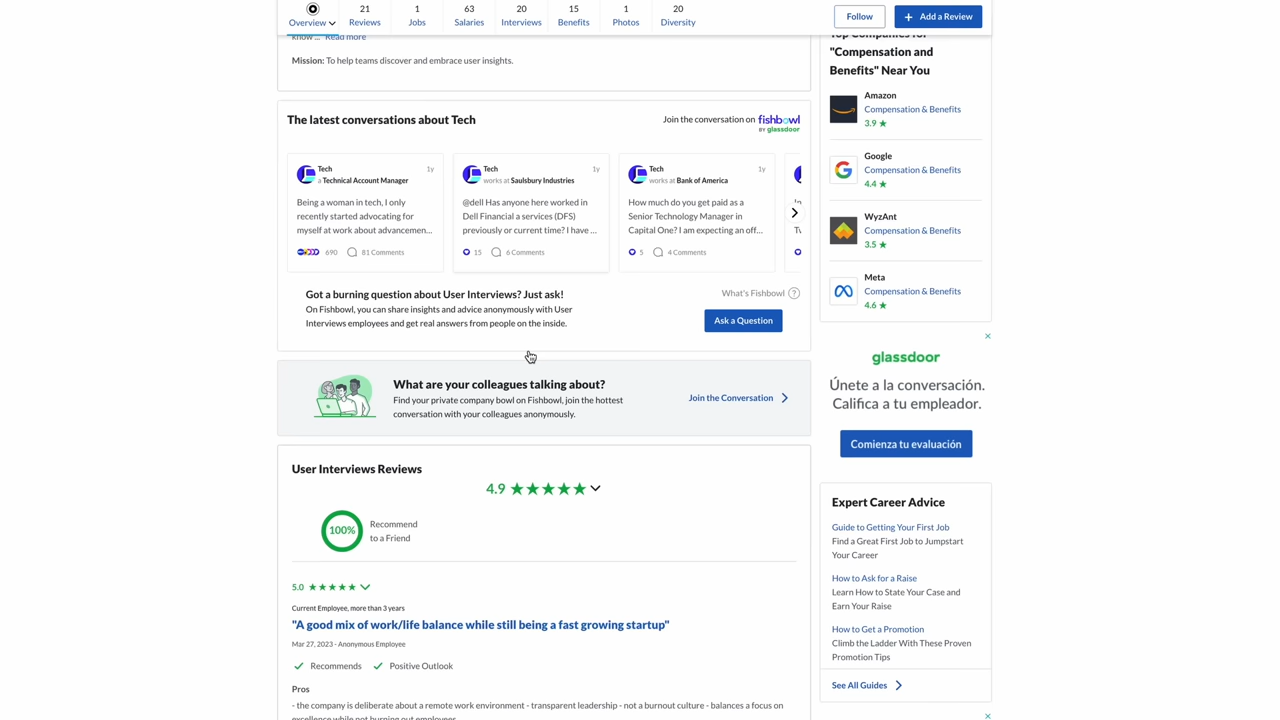 Overview
21
Reviews
1
Jobs
63
Salaries
20
Interviews
15
Benefits
1
Photos
20
Diversity
Follow
+ Add a Review
know ... Read more
Mission: To help teams discover and embrace user insights.
The latest conversations about Tech
Join the conversation on fishbowl
BY glassdoor
Tech
1y
a Technical Account Manager
Being a woman in tech, I only
recently started advocating for
myself at work about advancemen...
690
81 Comments
Tech
1y
works at Saulsbury Industries
@dell Has anyone here worked in
Dell Financial a services (DFS)
previously or current time? I have ...
15
6 Comments
Tech
1y
works at Bank of America
How much do you get paid as a
Senior Technology Manager in
Capital One? I am expecting an off...
5
4 Comments
Got a burning question about User Interviews? Just ask!
On Fishbowl, you can share insights and advice anonymously with User
Interviews employees and get real answers from people on the inside.
What's Fishbowl ?
Ask a Question
What are your colleagues talking about?
Find your private company bowl on Fishbowl, join the hottest
conversation with your colleagues anonymously.
Join the Conversation
User Interviews Reviews
4.9 ★★★★★
100%
Recommend
to a Friend
5.0 ★★★★★
Current Employee, more than 3 years
"A good mix of work/life balance while still being a fast growing startup"
Mar 27, 2023 - Anonymous Employee
Recommends
Positive Outlook
Pros
- the company is deliberate about a remote work environment - transparent leadership - not a burnout culture - balances a focus on
excellence while not burning out employees
Top Companies for
"Compensation and
Benefits" Near You
Amazon
Compensation & Benefits
3.9 ★
Google
Compensation & Benefits
4.4 ★
WyzAnt
Compensation & Benefits
3.5 ★
Meta
Compensation & Benefits
4.6 ★
glassdoor
Únete a la conversación.
Califica a tu empleador.
Comienza tu evaluación
Expert Career Advice
Guide to Getting Your First Job
Find a Great First Job to Jumpstart
Your Career
How to Ask for a Raise
Learn How to State Your Case and
Earn Your Raise
How to Get a Promotion
Climb the Ladder With These Proven
Promotion Tips
See All Guides